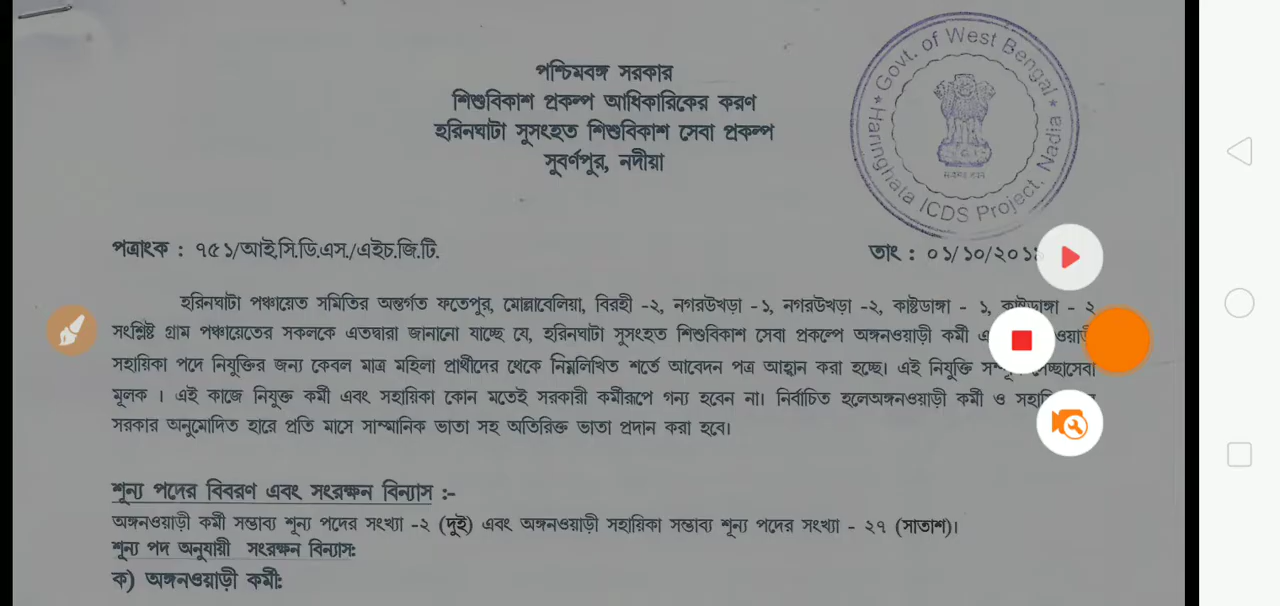 পশ্চিমবঙ্গ সরকার
শিশুবিকাশ প্রকল্প আধিকারিকের করণ
হরিনঘাটা সুসংহত শিশুবিকাশ সেবা প্রকল্প
সুবর্ণপুর, নদীয়া
Govt. of West Bengal
Haringhata ICDS Project, Nadia
পত্রাংক : ৭৫১/আই.সি.ডি.এস./এইচ.জি.টি.
তাং : ০১/১০/২০১
হরিনঘাটা পঞ্চায়েত সমিতির অন্তর্গত ফতেপুর, মোল্লাবেলিয়া, বিরহী -২, নগরউখড়া -১, নগরউখড়া -২, কাষ্টডাঙ্গা - ১, কাষ্টডাঙ্গা - ২
সংশ্লিষ্ট গ্রাম পঞ্চায়েতের সকলকে এতদ্বারা জানানো যাচ্ছে যে, হরিনঘাটা সুসংহত শিশুবিকাশ সেবা প্রকল্পে অঙ্গনওয়াড়ী কর্মী
সহায়িকা পদে নিযুক্তির জন্য কেবল মাত্র মহিলা প্রার্থীদের থেকে নিম্নলিখিত শর্তে আবেদন পত্র আহ্বান করা হচ্ছে। এই নিযুক্তি
মূলক । এই কাজে নিযুক্ত কর্মী এবং সহায়িকা কোন মতেই সরকারী কর্মীরূপে গন্য হবেন না। নির্বাচিত হলেঅঙ্গনওয়াড়ী কর্মী ও
সরকার অনুমোদিত হারে প্রতি মাসে সাম্মানিক ভাতা সহ অতিরিক্ত ভাতা প্রদান করা হবে।
শূন্য পদের বিবরণ এবং সংরক্ষন বিন্যাস :-
অঙ্গনওয়াড়ী কর্মী সম্ভাব্য শূন্য পদের সংখ্যা -২ (দুই) এবং অঙ্গনওয়াড়ী সহায়িকা সম্ভাব্য শূন্য পদের সংখ্যা - ২৭ (সাতাশ)।
শূন্য পদ অনুযায়ী সংরক্ষন বিন্যাস:
ক) অঙ্গনওয়াড়ী কর্মী: